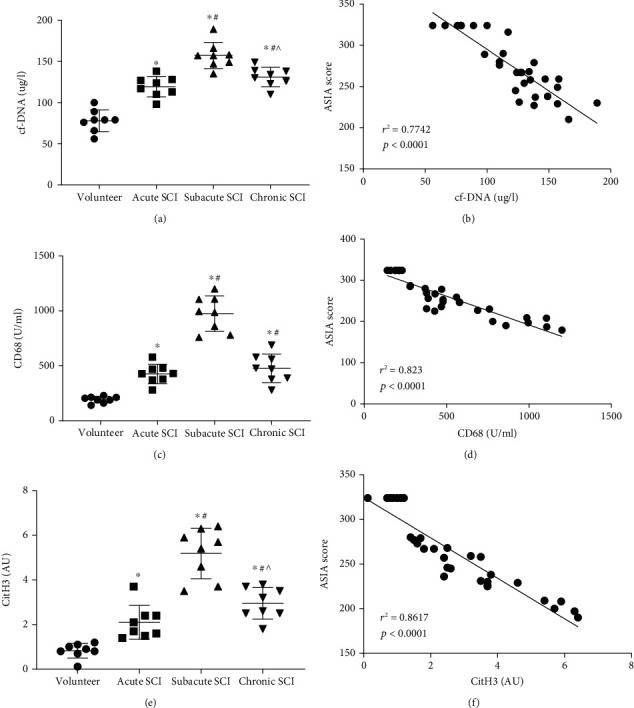 200
150
100
50
0
cf-DNA (ug/l)
*
*#
*#^
Volunteer
Acute SCI
Subacute SCI
Chronic SCI
(a)
350
300
250
200
150
ASIA score
r² = 0.7742
p < 0.0001
0
50
100
150
200
cf-DNA (ug/l)
(b)
1500
1000
500
0
CD68 (U/ml)
*
*#
*#
Volunteer
Acute SCI
Subacute SCI
Chronic SCI
(c)
400
300
200
100
0
ASIA score
r² = 0.823
p < 0.0001
0
500
1000
1500
CD68 (U/ml)
(d)
8
6
4
2
0
CitH3 (AU)
*
*#
*#^
Volunteer
Acute SCI
Subacute SCI
Chronic SCI
(e)
350
300
250
200
150
ASIA score
r² = 0.8617
p < 0.0001
0
2
4
6
8
CitH3 (AU)
(f)